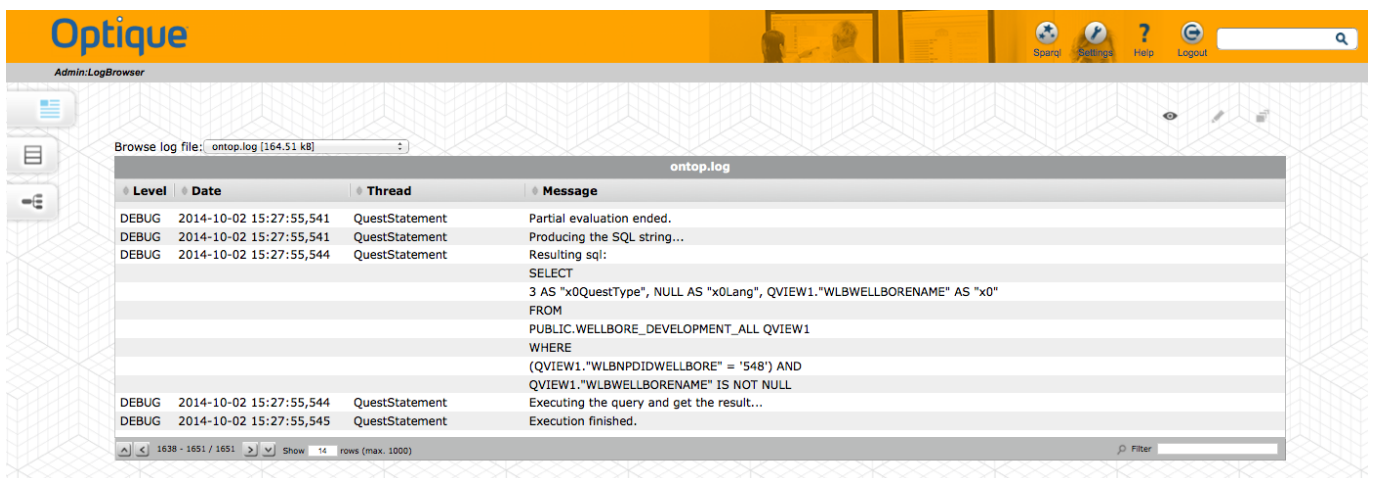 Optique
Sparql Settings Help Logout
Admin:LogBrowser
Browse log file: ontop.log [164.51 kB]
ontop.log
Level Date Thread Message
DEBUG 2014-10-02 15:27:55,541 QuestStatement Partial evaluation ended.
DEBUG 2014-10-02 15:27:55,541 QuestStatement Producing the SQL string...
DEBUG 2014-10-02 15:27:55,544 QuestStatement Resulting sql:
SELECT
3 AS "x0QuestType", NULL AS "x0Lang", QVIEW1."WLBWELLBORENAME" AS "x0"
FROM
PUBLIC.WELLBORE_DEVELOPMENT_ALL QVIEW1
WHERE
(QVIEW1."WLBNPDIDWELLBORE" = '548') AND
QVIEW1."WLBWELLBORENAME" IS NOT NULL
DEBUG 2014-10-02 15:27:55,544 QuestStatement Executing the query and get the result...
DEBUG 2014-10-02 15:27:55,545 QuestStatement Execution finished.
1638 - 1651 / 1651 Show 14 rows (max. 1000) Filter